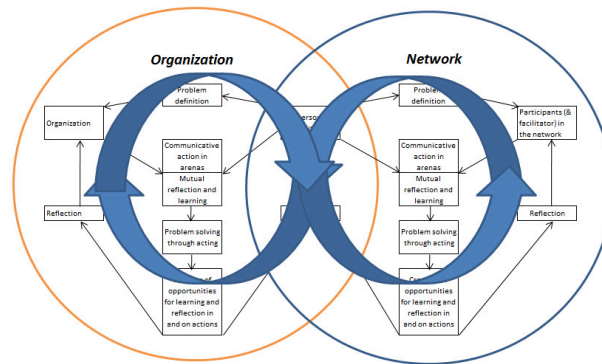 Organization
Network
Problem
definition
Problem
definition
Organization
Participants (&
facilitator) in
the network
Communicative
action in
arenas
Mutual
reflection and
learning
Communicative
action in
arenas
Mutual
reflection and
learning
Reflection
Reflection
Problem solving
through acting
Problem solving
through acting
opportunities
for learning and
reflection in
and on actions
opportunities
for learning and
reflection in
and on actions